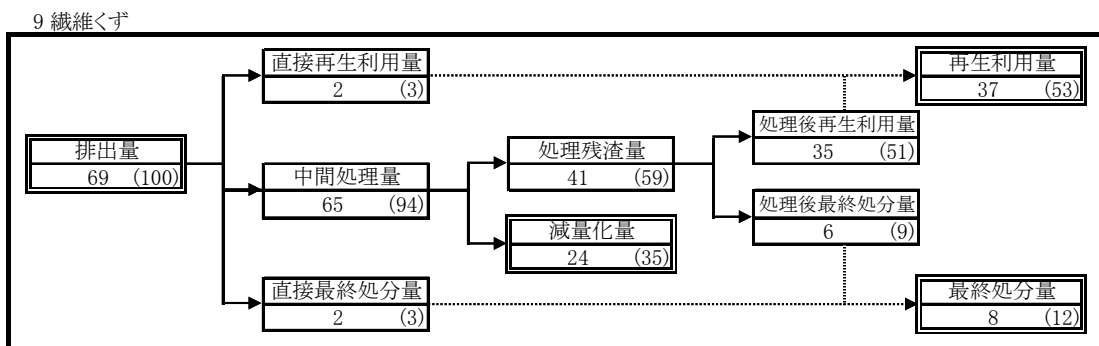 9 繊維くず
直接再生利用量
2 (3)
再生利用量
37 (53)
処理後再生利用量
35 (51)
排出量
69 (100)
処理残渣量
41 (59)
中間処理量
65 (94)
処理後最終処分量
6 (9)
減量化量
24 (35)
直接最終処分量
2 (3)
最終処分量
8 (12)